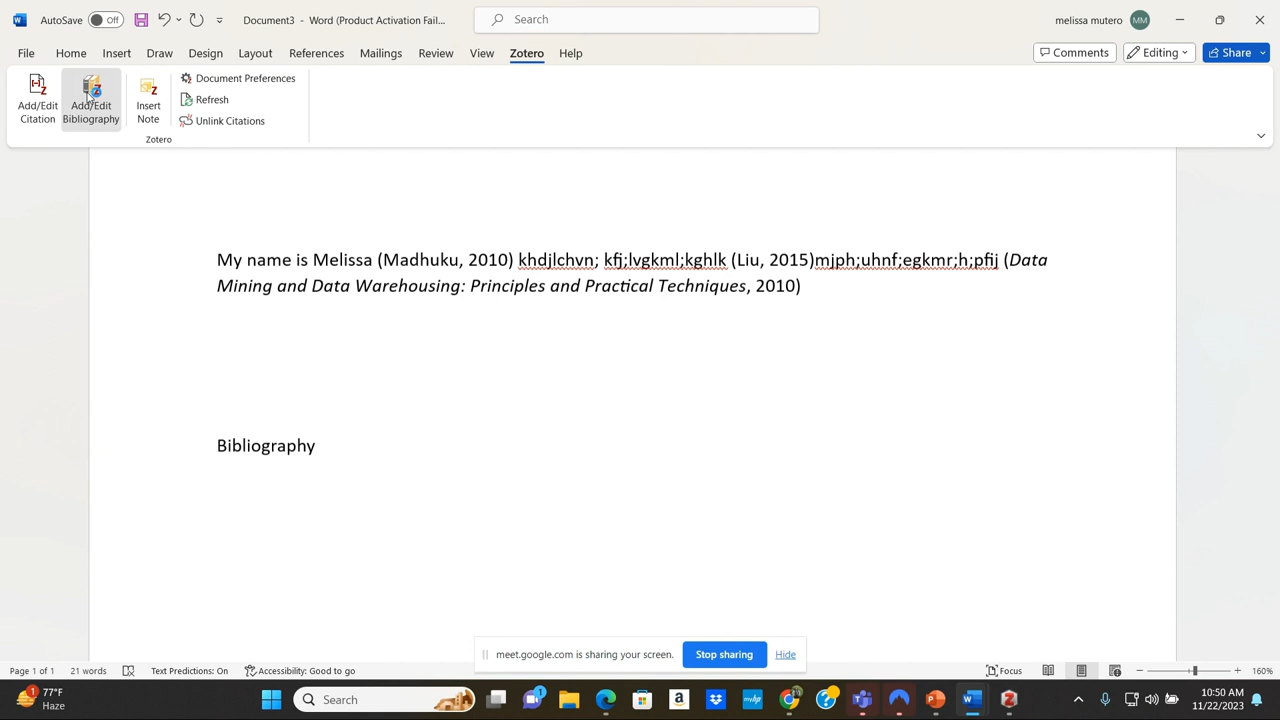 AutoSave Off Document3 - Word (Product Activation Fail... Search melissa mutero MM
File Home Insert Draw Design Layout References Mailings Review View Zotero Help Comments Editing Share
Add/Edit Citation
Add/Edit Bibliography
Insert Note
Document Preferences
Refresh
Unlink Citations
Zotero
My name is Melissa (Madhuku, 2010) khdjlchvn; kfj;lvgkml;kghlk (Liu, 2015)mjph;uhnf;egkmr;h;pfij (Data
Mining and Data Warehousing: Principles and Practical Techniques, 2010)
Bibliography
meet.google.com is sharing your screen. Stop sharing Hide
Page 1 of 1 21 words Text Predictions: On Accessibility: Good to go Focus 160%
1 77°F
Haze
Search
1
10:50 AM
11/22/2023